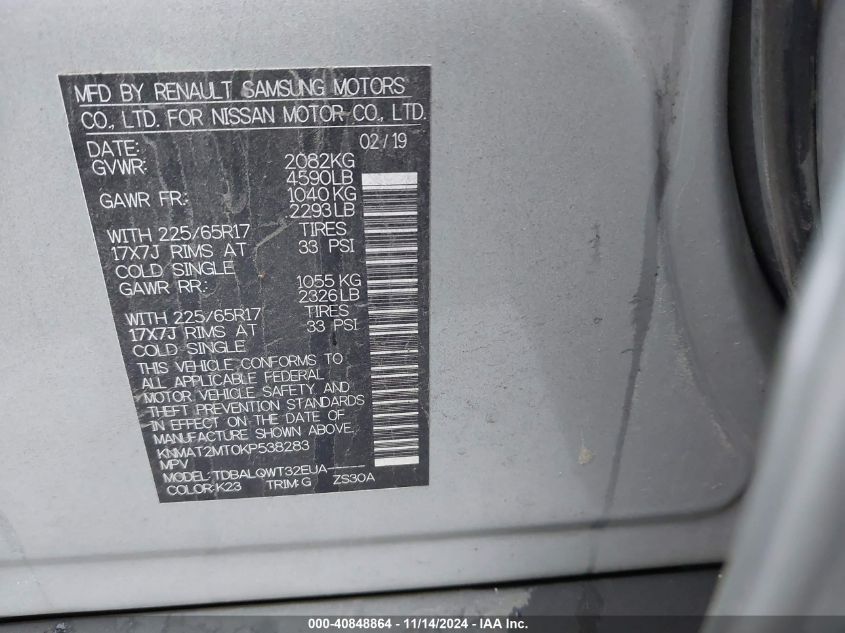 MFD BY RENAULT SAMSUNG MOTORS
CO., LTD. FOR NISSAN MOTOR CO., LTD.
DATE: 02/19
GVWR: 2082KG
4590LB
GAWR FR: 1040KG
2293LB
WITH 225/65R17 TIRES
17X7J RIMS AT 33 PSI
COLD SINGLE
GAWR RR: 1055 KG
2326LB
WITH 225/65R17 TIRES
17X7J RIMS AT 33 PSI
COLD SINGLE
THIS VEHICLE CONFORMS TO
ALL APPLICABLE FEDERAL
MOTOR VEHICLE SAFETY AND
THEFT PREVENTION STANDARDS
IN EFFECT ON THE DATE OF
MANUFACTURE SHOWN ABOVE.
KNMAT2MT0KP538283
MPV
MODEL: TDBALQWT32EUA-----
COLOR:K23 TRIM:G ZS30A
000-40848864 - 11/14/2024 - IAA Inc.